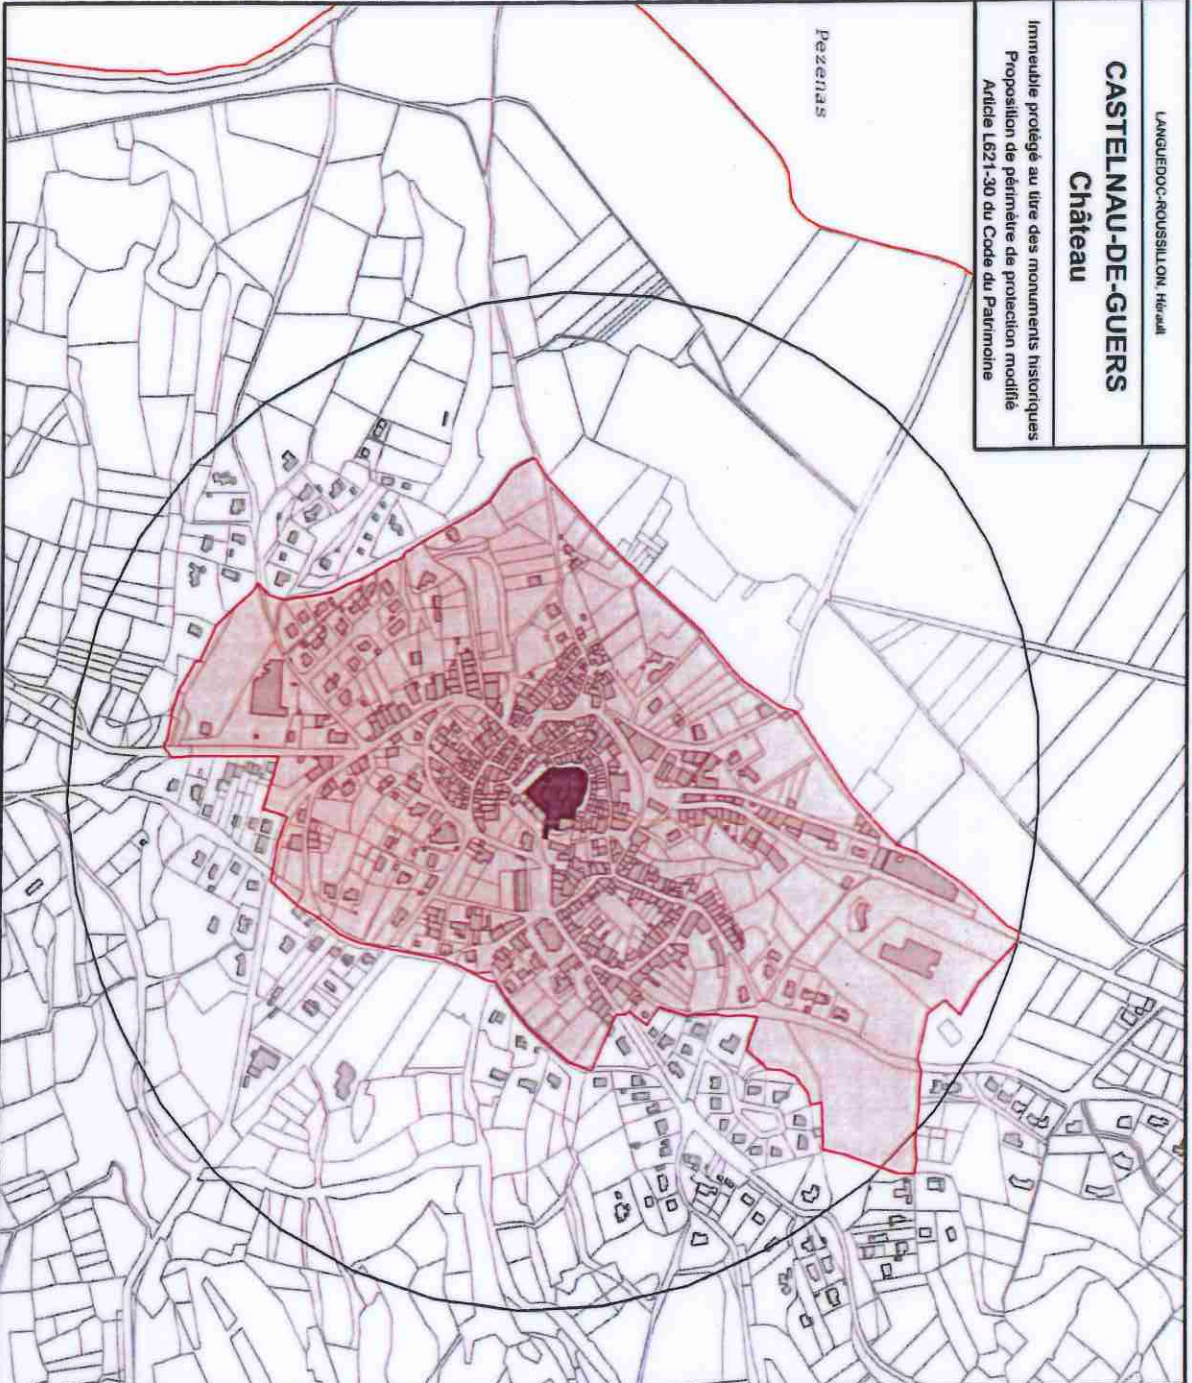 LANGUEDOC-ROUSSILLON, Hérault
CASTELNAU-DE-GUERS
Château
Immeuble protégé au titre des monuments historiques
Proposition de périmètre de protection modifié
Article L621-30 du Code du Patrimoine
Pezenas